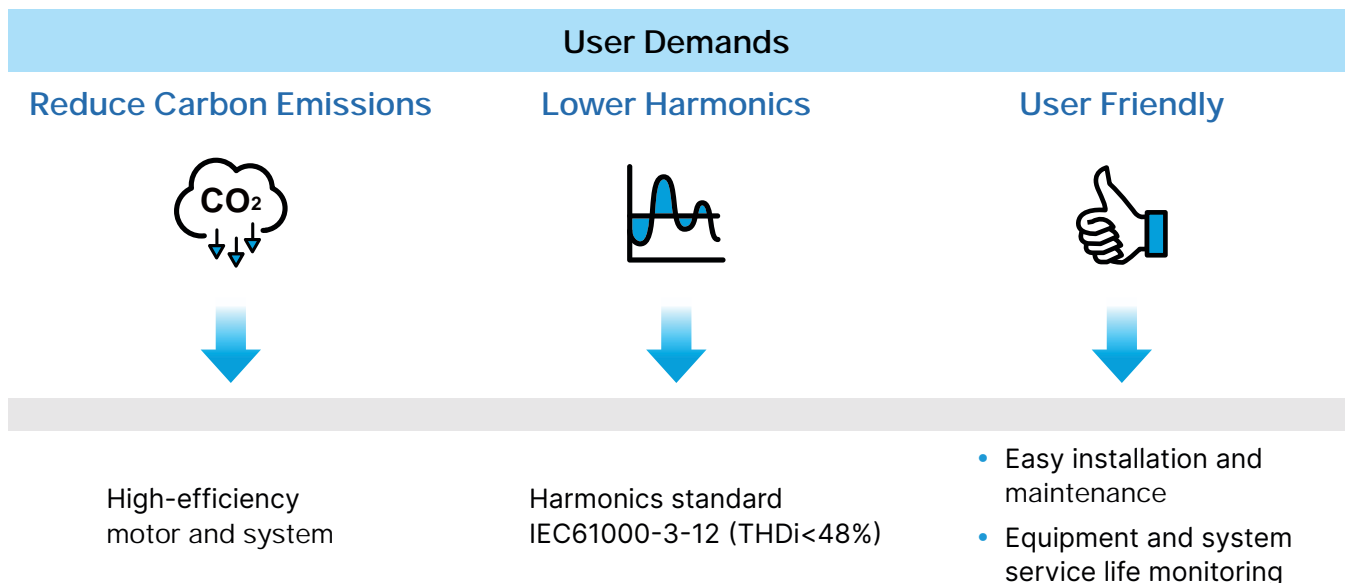 User Demands
Reduce Carbon Emissions
Lower Harmonics
User Friendly
CO₂
High-efficiency
motor and system
Harmonics standard
IEC61000-3-12 (THDi<48%)
• Easy installation and
maintenance
• Equipment and system
service life monitoring